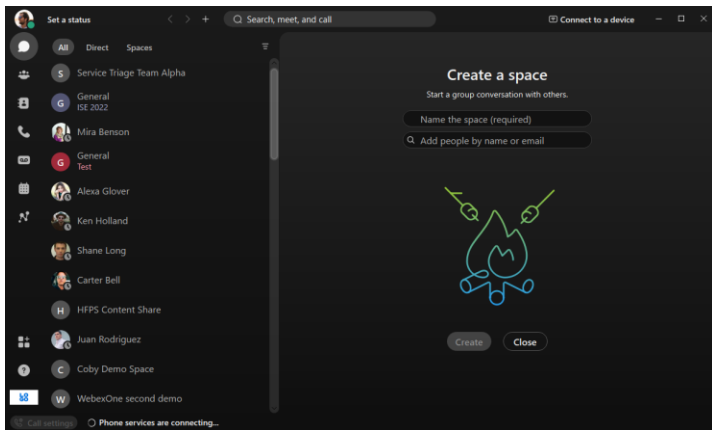 Set a status
Search, meet, and call
Connect to a device
All Direct Spaces
S Service Triage Team Alpha
G General
ISE 2022
Mira Benson
G General
Test
Alexa Glover
Ken Holland
Shane Long
Carter Bell
H HFPS Content Share
Juan Rodriguez
C Coby Demo Space
W WebexOne second demo
Call settings
Phone services are connecting...
Create a space
Start a group conversation with others.
Name the space (required)
Add people by name or email
Create Close